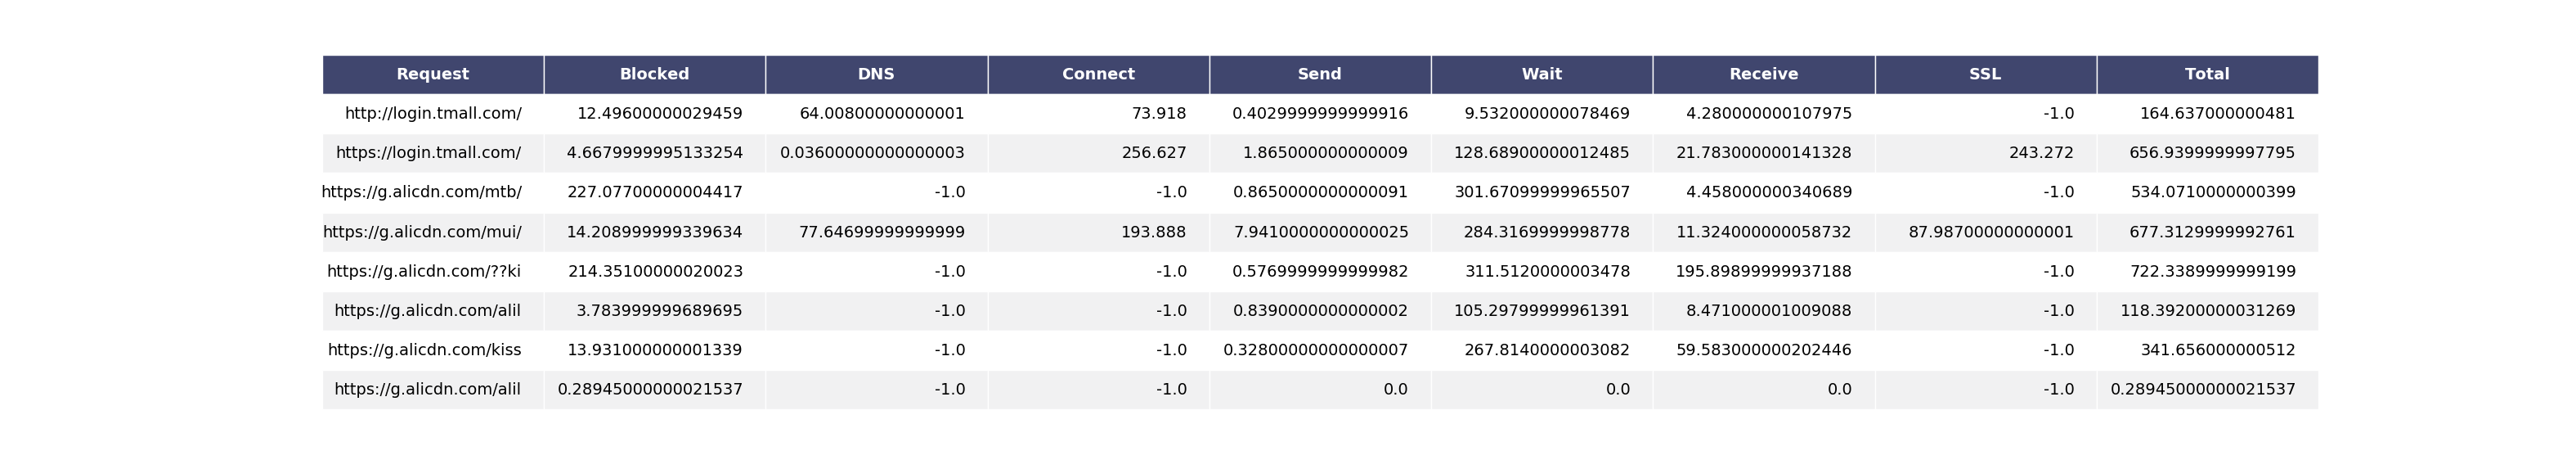 Request Blocked DNS Connect Send Wait Receive SSL Total
http://login.tmall.com/ 12.49600000029459 64.00800000000001 73.918 0.4029999999999916 9.532000000078469 4.280000000107975 -1.0 164.637000000481
https://login.tmall.com/ 4.6679999995133254 0.03600000000000003 256.627 1.865000000000009 128.68900000012485 21.783000000141328 243.272 656.9399999997795
https://g.alicdn.com/mtb/ 227.07700000004417 -1.0 -1.0 0.8650000000000091 301.67099999965507 4.458000000340689 -1.0 534.0710000000399
https://g.alicdn.com/mui/ 14.208999999339634 77.64699999999999 193.888 7.9410000000000025 284.3169999998778 11.324000000058732 87.98700000000001 677.3129999992761
https://g.alicdn.com/??ki 214.35100000020023 -1.0 -1.0 0.5769999999999982 311.5120000003478 195.89899999937188 -1.0 722.3389999999199
https://g.alicdn.com/alil 3.783999999689695 -1.0 -1.0 0.8390000000000002 105.29799999961391 8.471000001009088 -1.0 118.39200000031269
https://g.alicdn.com/kiss 13.931000000001339 -1.0 -1.0 0.328000000000007 267.8140000003082 59.583000000202446 -1.0 341.656000000512
https://g.alicdn.com/alil 0.28945000000021537 -1.0 -1.0 0.0 0.0 0.0 -1.0 0.28945000000021537